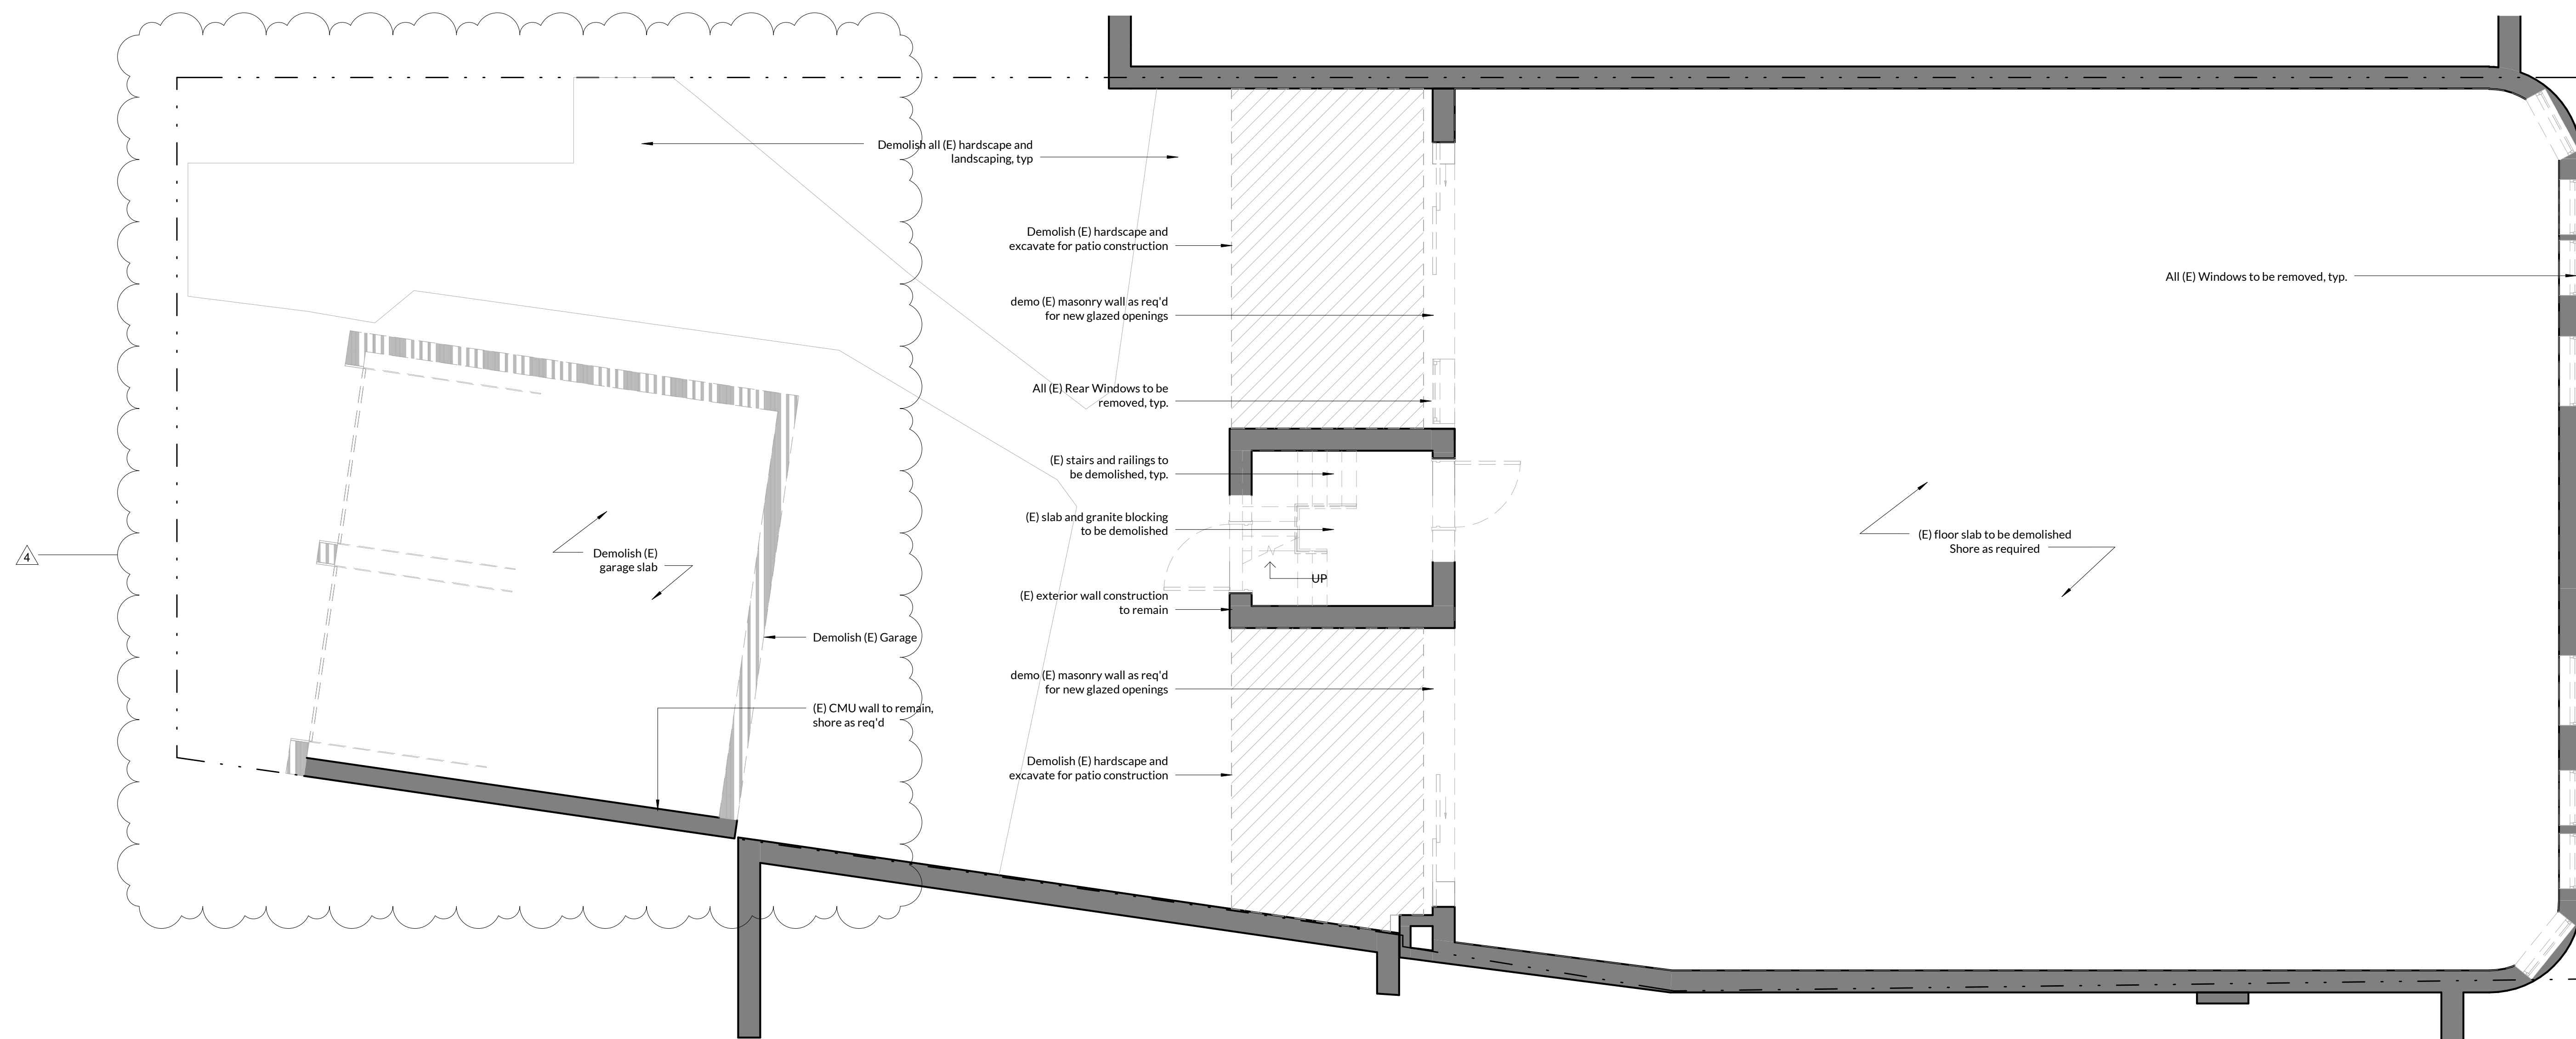 Demolish all (E) hardscape and
landscaping, typ
Demolish (E) hardscape and
excavate for patio construction
demo (E) masonry wall as req'd
for new glazed openings
All (E) Rear Windows to be
removed, typ.
(E) stairs and railings to
be demolished, typ.
(E) slab and granite blocking
to be demolished
UP
(E) exterior wall construction
to remain
demo (E) masonry wall as req'd
for new glazed openings
Demolish (E) hardscape and
excavate for patio construction
4
Demolish (E)
garage slab
Demolish (E) Garage
(E) CMU wall to remain,
shore as req'd
All (E) Windows to be removed, typ.
(E) floor slab to be demolished
Shore as required